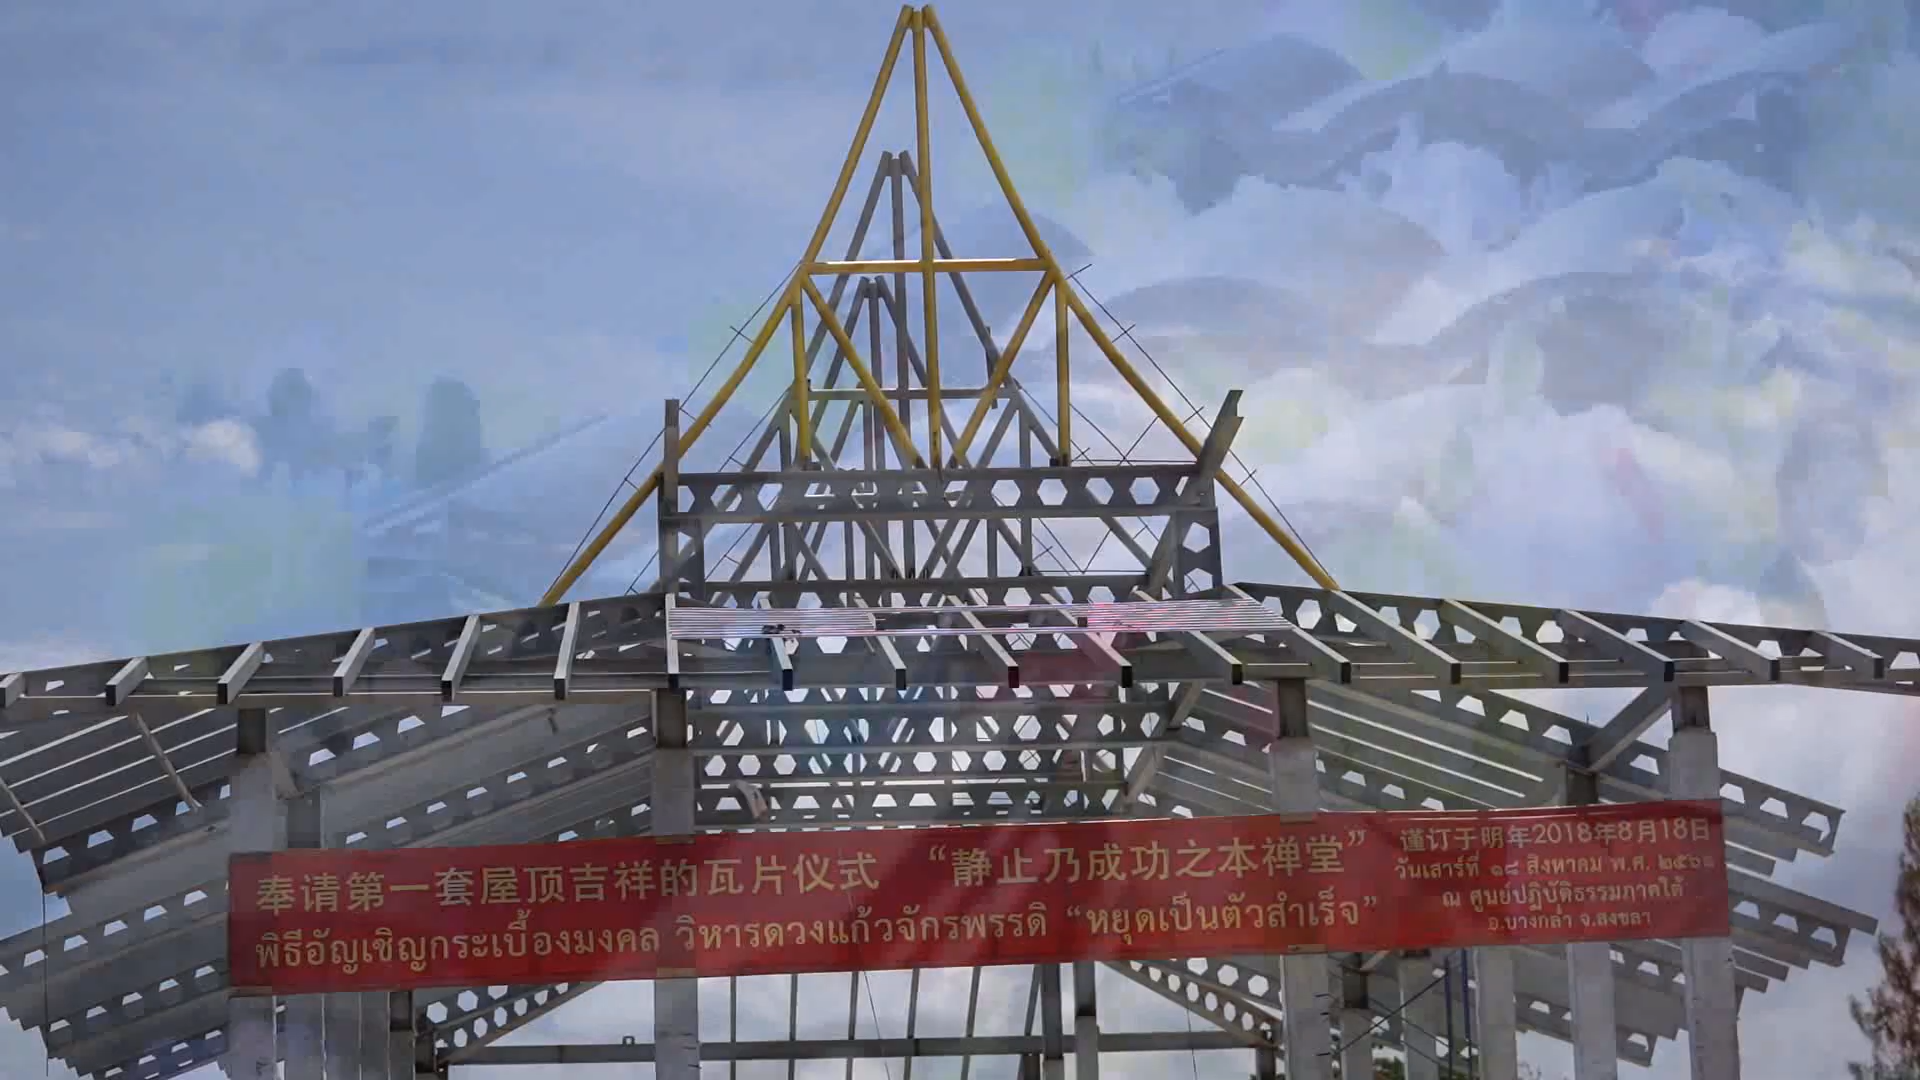 奉请第一套屋顶吉祥的瓦片仪式 “静止乃成功之本禅堂”
พิธีอัญเชิญกระเบื้องมงคล วิหารดวงแก้วจักรพรรดิ “หยุดเป็นตัวสำเร็จ”
谨订于明年2018年8月18日
วันเสาร์ที่ ๑๘ สิงหาคม พ.ศ. ๒๕๖๑
ณ ศูนย์ปฏิบัติธรรมภาคใต้
อ.บางกล่ำ จ.สงขลา